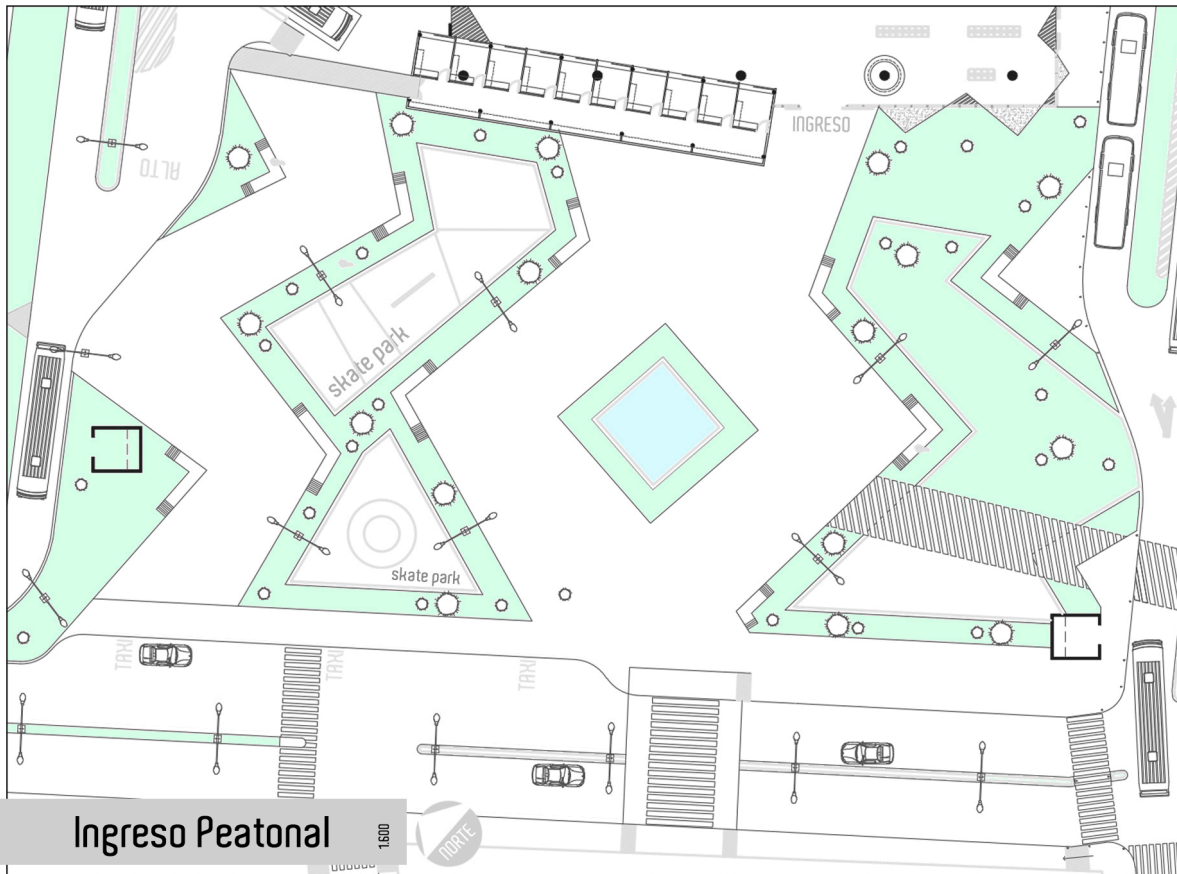 INGRESO
ALTO
skate park
skate park
TAXI
TAXI
TAXI
Ingreso Peatonal
1.600
NORTE